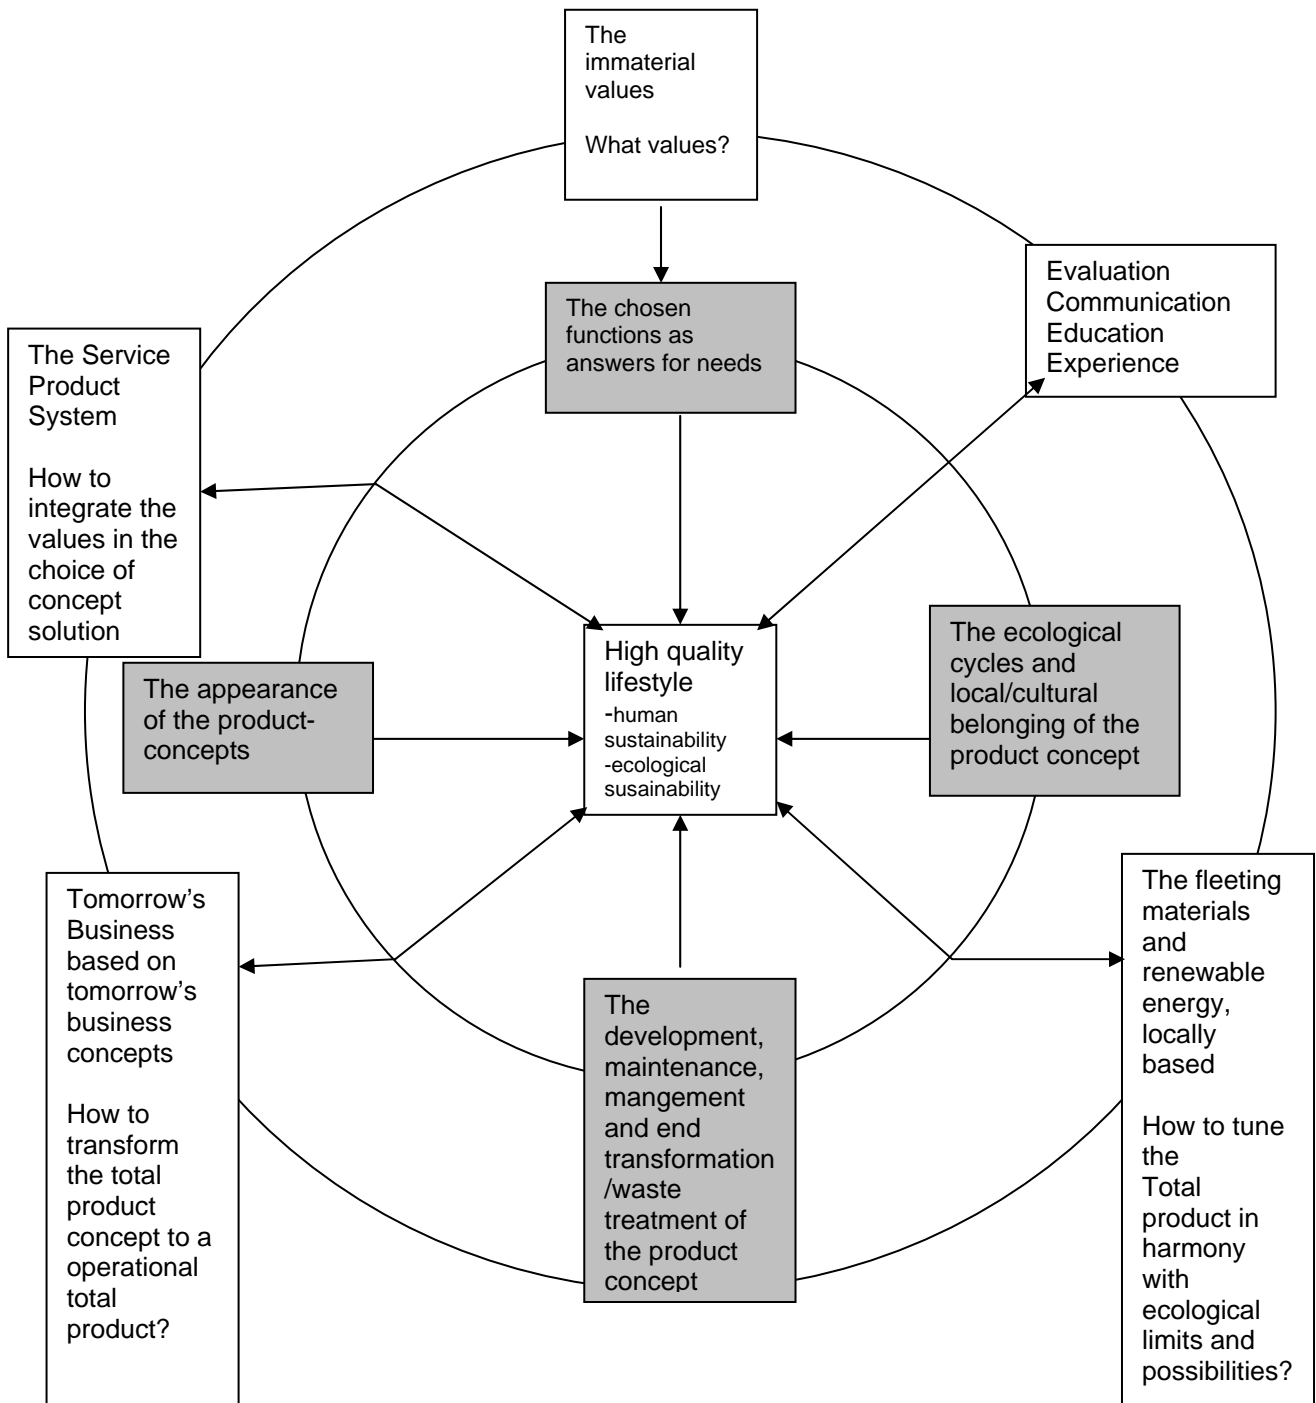 The
immaterial
values
What values?
Evaluation
Communication
Education
Experience
The chosen
functions as
answers for needs
The Service
Product
System
How to
integrate the
values in the
choice of
concept
solution
The appearance
of the product-
concepts
High quality
lifestyle
-human
sustainability
-ecological
susainability
The ecological
cycles and
local/cultural
belonging of the
product concept
Tomorrow's
Business
based on
tomorrow's
business
concepts
How to
transform
the total
product
concept to a
operational
total
product?
The
development,
maintenance,
mangement
and end
transformation
/waste
treatment of
the product
concept
The fleeting
materials
and
renewable
energy,
locally
based
How to tune
the
Total
product in
harmony
with
ecological
limits and
possibilities?